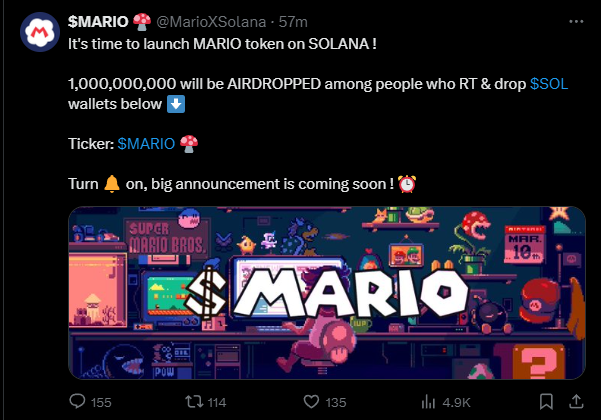 $MARIO 🍄 @MarioXSolana · 57m
It's time to launch MARIO token on SOLANA !
1,000,000,000 will be AIRDROPPED among people who RT & drop $SOL
wallets below ⬇️
Ticker: $MARIO 🍄
Turn 🔔 on, big announcement is coming soon ! ⏰
SUPER
MARIO BROS.
MAR.
10th
$MARIO
1UP
POW
?
155 114 135 4.9K